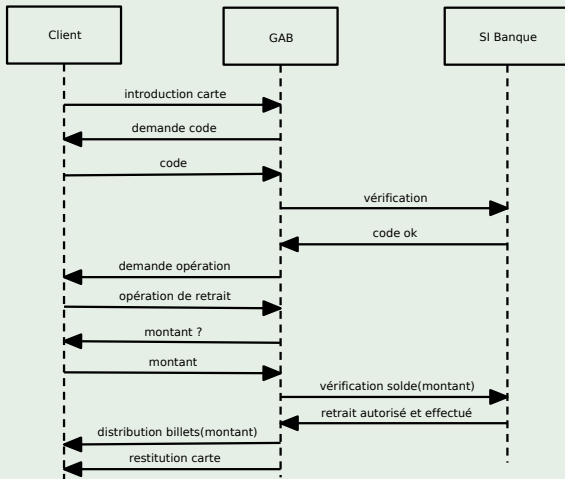 Client
GAB
SI Banque
introduction carte
demande code
code
vérification
code ok
demande opération
opération de retrait
montant ?
montant
vérification solde(montant)
retrait autorisé et effectué
distribution billets(montant)
restitution carte